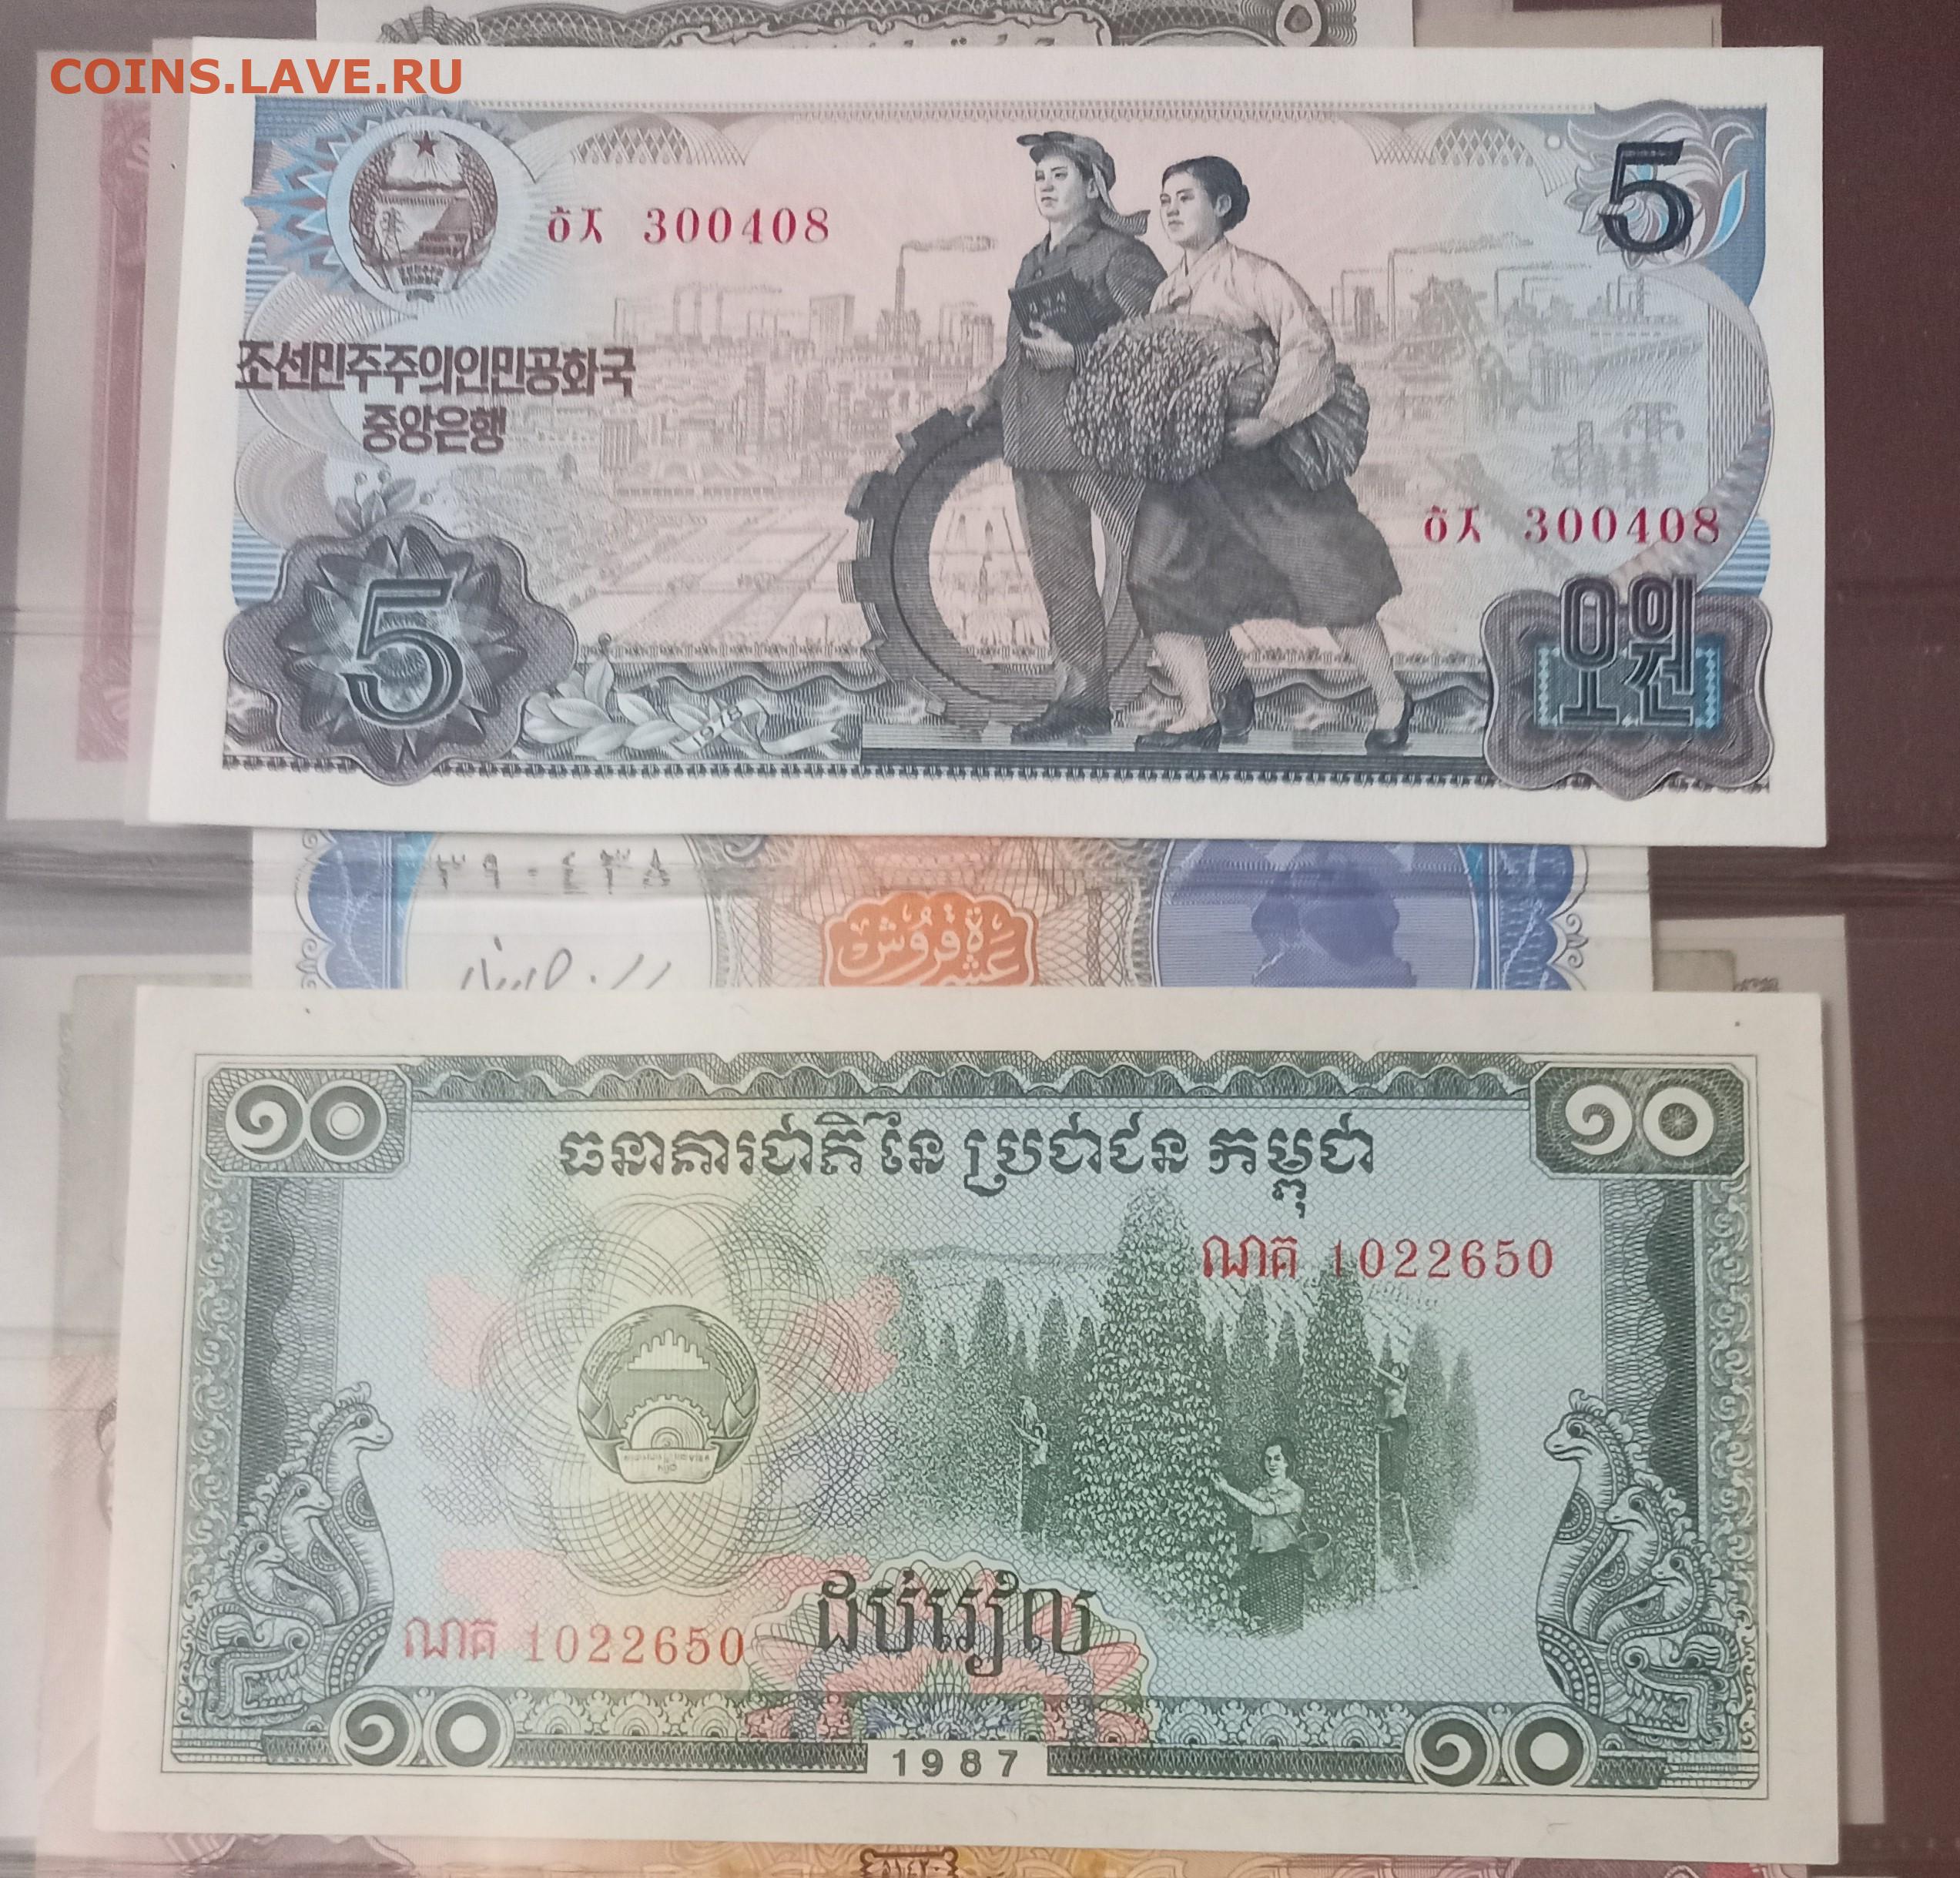 COINS.LAVE.RU
5
ㅎㅈ 300408
조선민주주의인민공화국
중앙은행
ㅎㅈ 300408
5
1978
오원
٣٩٠٤٣٨
عشرة قروش
១០
១០
ធនាគារជាតិ នៃ ប្រជាជន កម្ពុជា
ណគ 1022650
ដប់រៀល
ណគ 1022650
១០
1987
១០